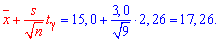 x̅ + s/√n t_γ = 15,0 + 3,0/√9 · 2,26 = 17,26.